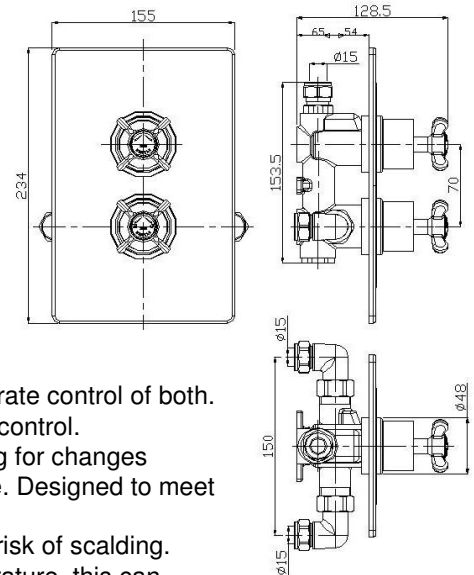 155
128.5
65
54
ø15
234
153.5
70
rate control of both.
control.
g for changes
e. Designed to meet
risk of scalding.
rature, this can
ø15
150
ø48
ø15